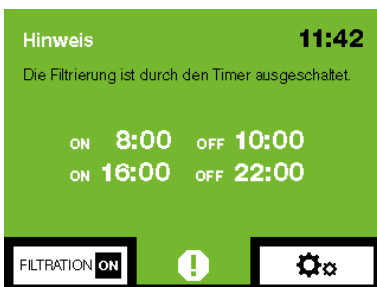 Hinweis 11:42
Die Filtrierung ist durch den Timer ausgeschaltet.
ON 8:00 OFF 10:00
ON 16:00 OFF 22:00
FILTRATION ON